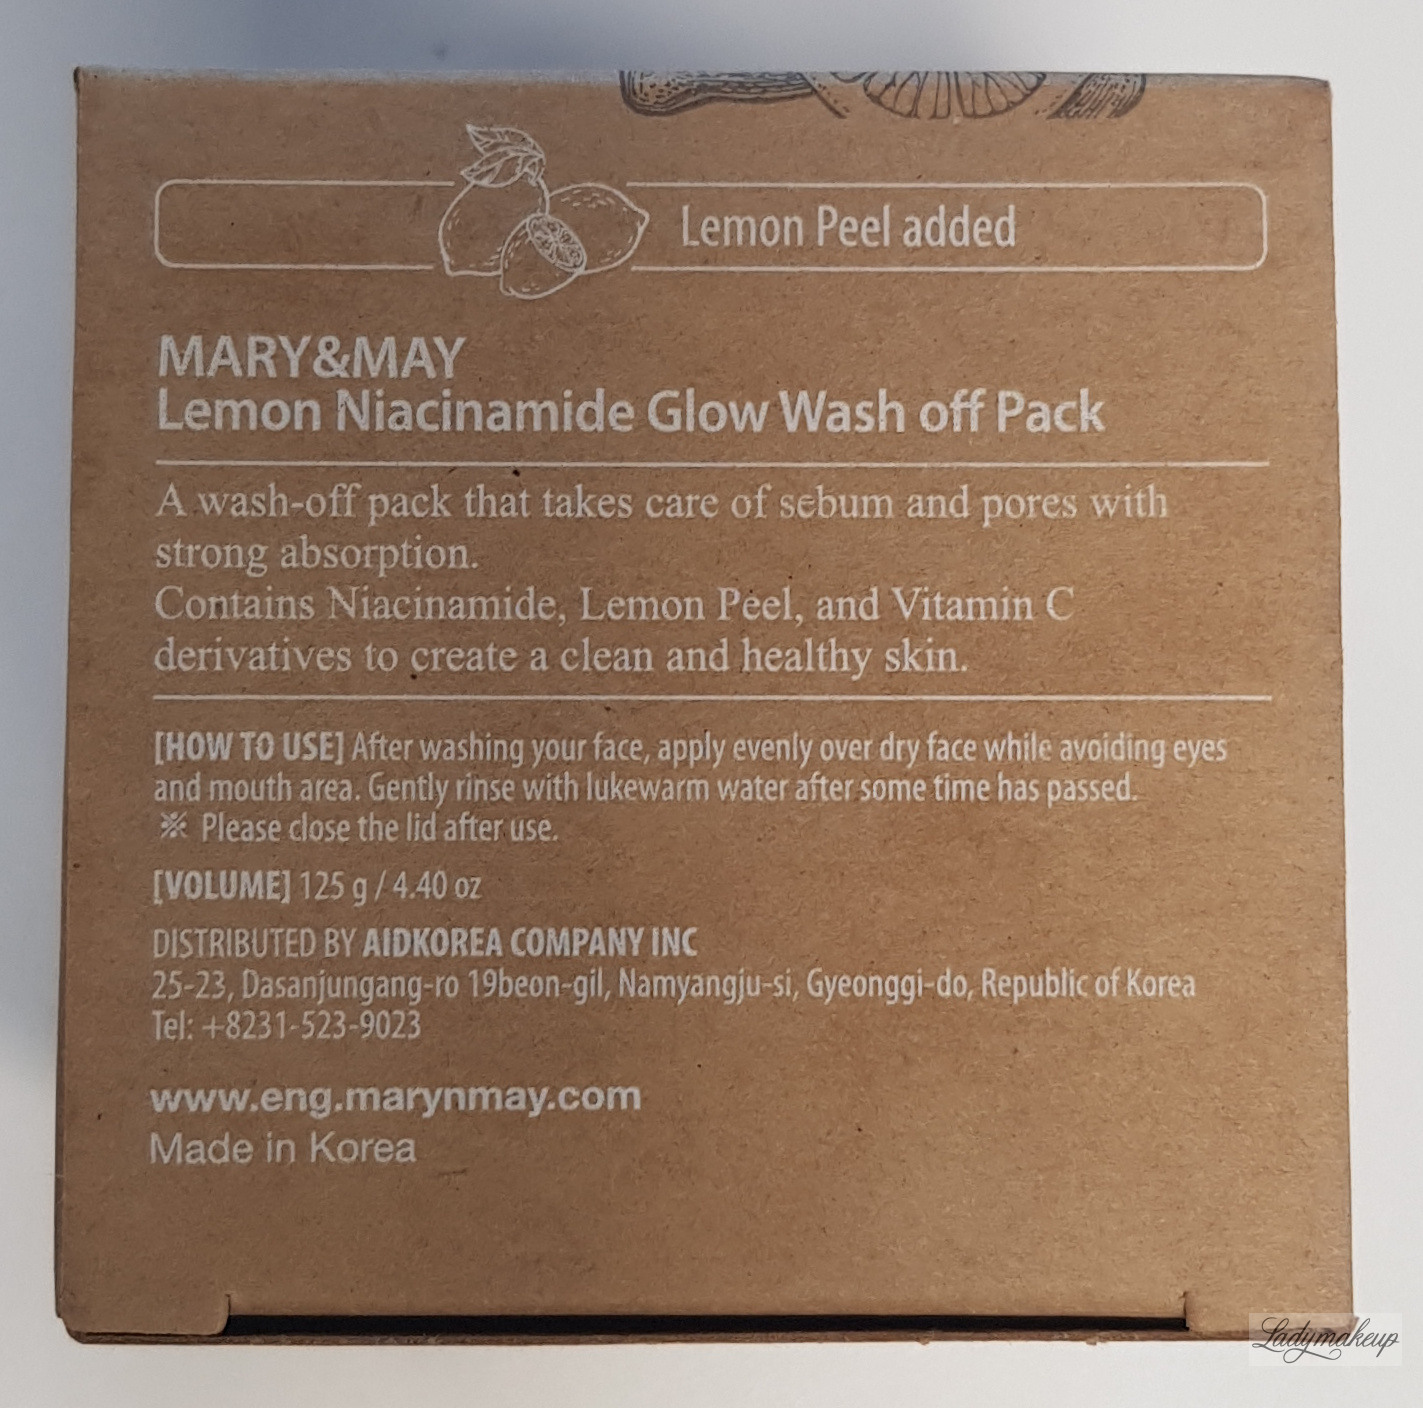 Lemon Peel added
MARY&MAY
Lemon Niacinamide Glow Wash off Pack
A wash-off pack that takes care of sebum and pores with
strong absorption.
Contains Niacinamide, Lemon Peel, and Vitamin C
derivatives to create a clean and healthy skin.
[HOW TO USE] After washing your face, apply evenly over dry face while avoiding eyes
and mouth area. Gently rinse with lukewarm water after some time has passed.
※ Please close the lid after use.
[VOLUME] 125 g / 4.40 oz
DISTRIBUTED BY AIDKOREA COMPANY INC
25-23, Dasanjungang-ro 19beon-gil, Namyangju-si, Gyeonggi-do, Republic of Korea
Tel: +8231-523-9023
www.eng.marynmay.com
Made in Korea
Ladymakeup